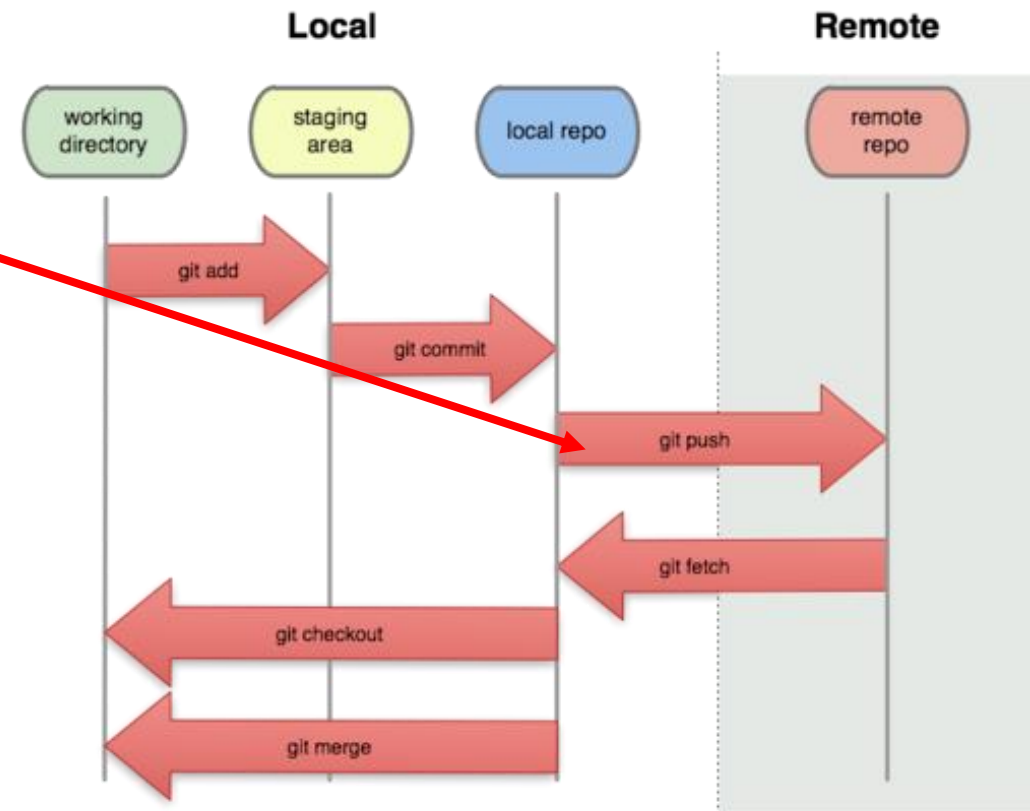 Local
Remote
working
directory
staging
area
local repo
remote
repo
git add
git commit
git push
git fetch
git checkout
git merge